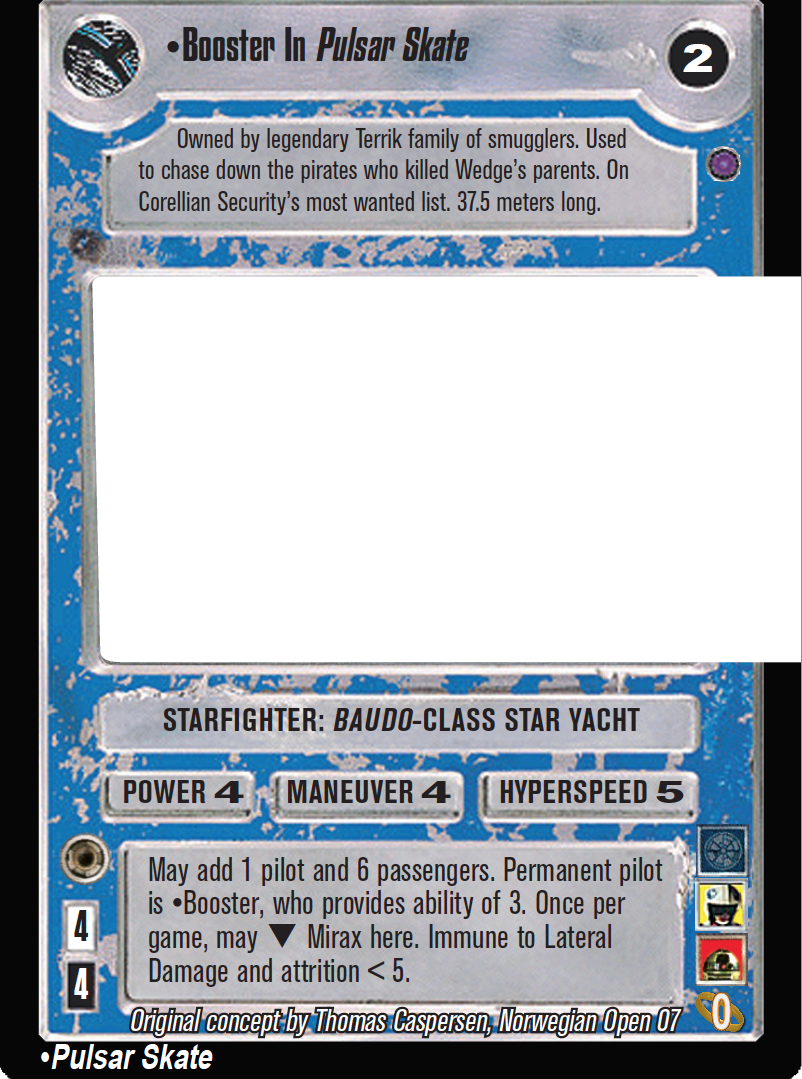 •Booster In Pulsar Skate
2
Owned by legendary Terrik family of smugglers. Used
to chase down the pirates who killed Wedge's parents. On
Corellian Security's most wanted list. 37.5 meters long.
STARFIGHTER: BAUDO-CLASS STAR YACHT
POWER 4 MANEUVER 4 HYPERSPEED 5
May add 1 pilot and 6 passengers. Permanent pilot
is •Booster, who provides ability of 3. Once per
game, may ▼ Mirax here. Immune to Lateral
Damage and attrition < 5.
4
4
0
Original concept by Thomas Caspersen, Norwegian Open 07
•Pulsar Skate